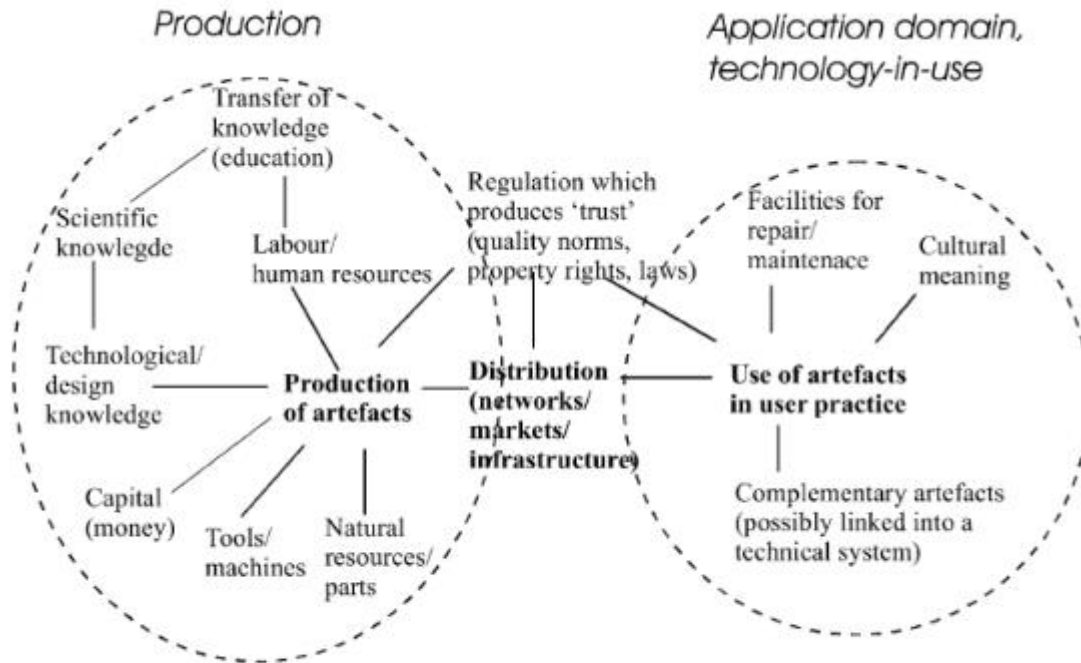 Production
Application domain,
technology-in-use
Transfer of
knowledge
(education)
Scientific
knowlegde
Labour/
human resources
Regulation which
produces ‘trust’
(quality norms,
property rights, laws)
Facilities for
repair/
maintenace
Cultural
meaning
Technological/
design
knowledge
Production
of artefacts
Distribution
(networks/
markets/
infrastructure)
Use of artefacts
in user practice
Capital
(money)
Tools/
machines
Natural
resources/
parts
Complementary artefacts
(possibly linked into a
technical system)